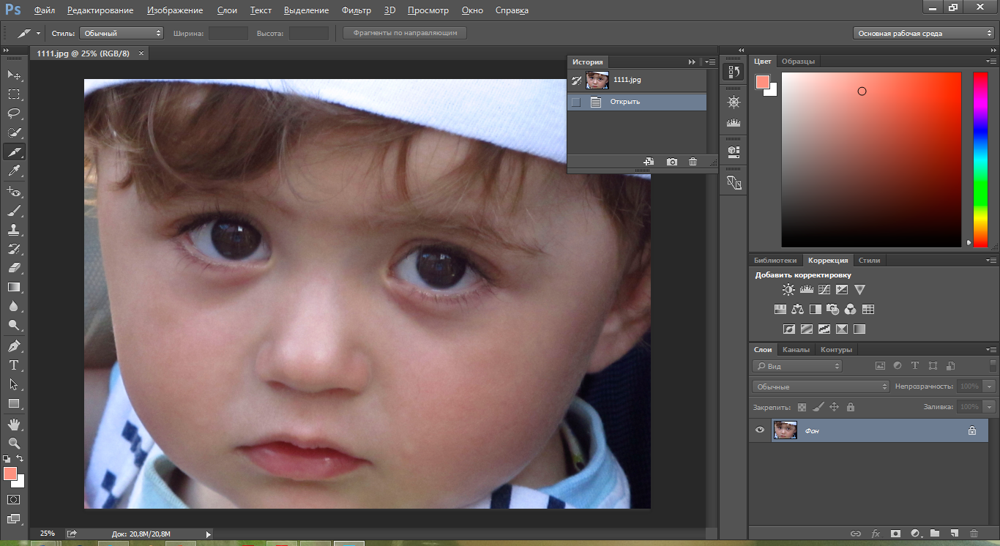 Ps Файл Редактирование Изображение Слои Текст Выделение Фильтр 3D Просмотр Окно Справка
Стиль: Обычный Ширина: Высота: Фрагменты по направляющим Основная рабочая среда
1111.jpg @ 25% (RGB/8) ×
История
1111.jpg
Открыть
Цвет Образцы
Библиотеки Коррекция Стили
Добавить корректировку
Слои Каналы Контуры
Вид
Обычные Непрозрачность: 100%
Закрепить: Заливка: 100%
Фон
25% Док: 20,8M/20,8M